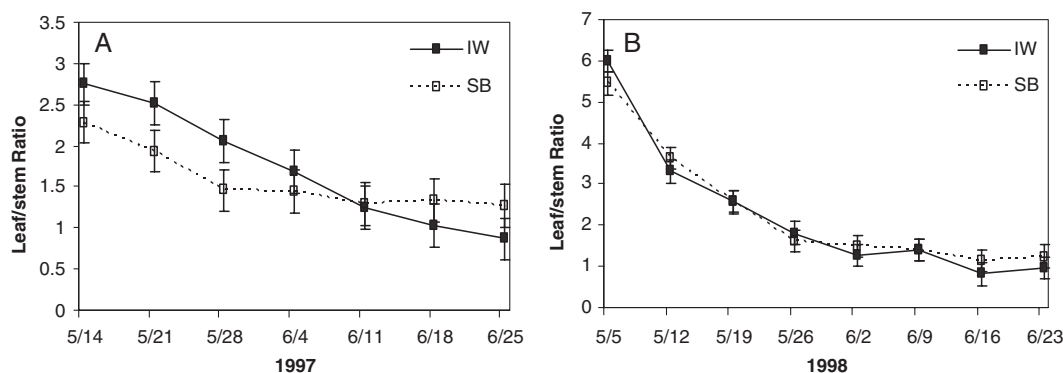 A
IW
SB
Leaf/stem Ratio
3.5
3
2.5
2
1.5
1
0.5
0
5/14 5/21 5/28 6/4 6/11 6/18 6/25
1997
B
IW
SB
Leaf/stem Ratio
7
6
5
4
3
2
1
0
5/5 5/12 5/19 5/26 6/2 6/9 6/16 6/23
1998